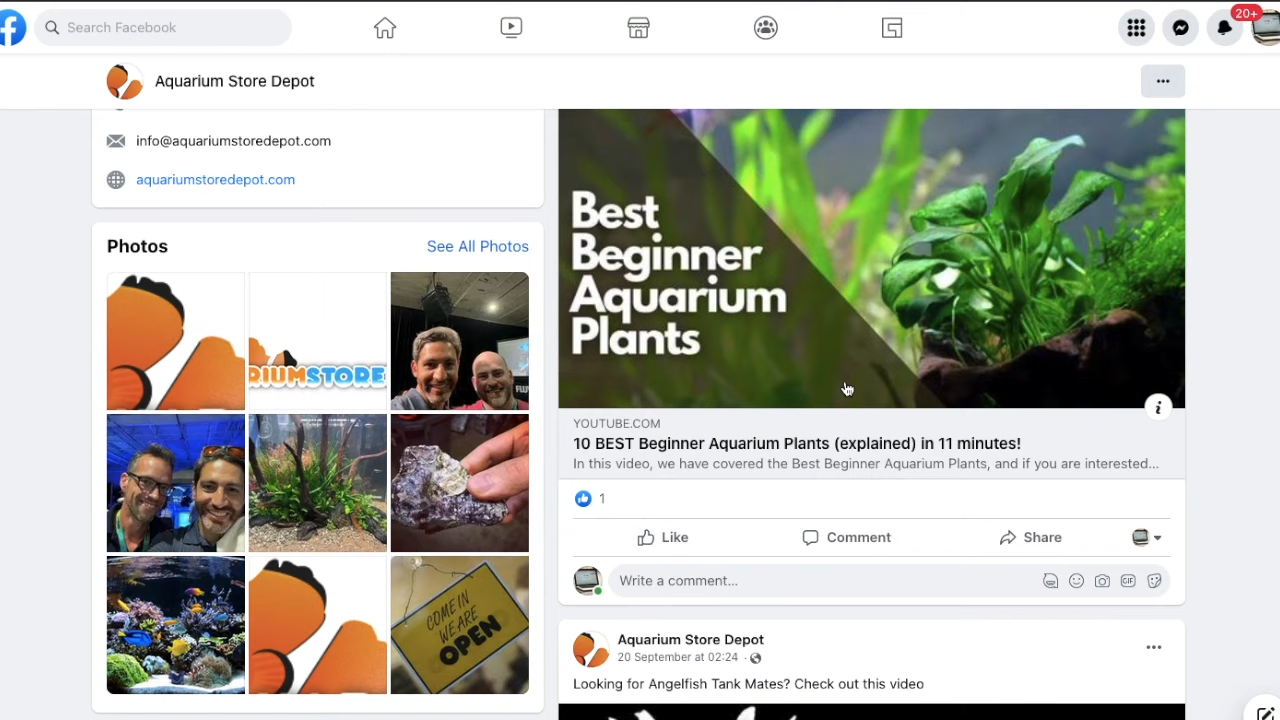 Search Facebook
20+
Aquarium Store Depot
info@aquariumstoredepot.com
aquariumstoredepot.com
Photos
See All Photos
RIUMSTORE
COME IN
WE ARE
OPEN
Best
Beginner
Aquarium
Plants
YOUTUBE.COM
10 BEST Beginner Aquarium Plants (explained) in 11 minutes!
In this video, we have covered the Best Beginner Aquarium Plants, and if you are interested...
1
Like
Comment
Share
Write a comment...
GIF
Aquarium Store Depot
20 September at 02:24 ·
Looking for Angelfish Tank Mates? Check out this video